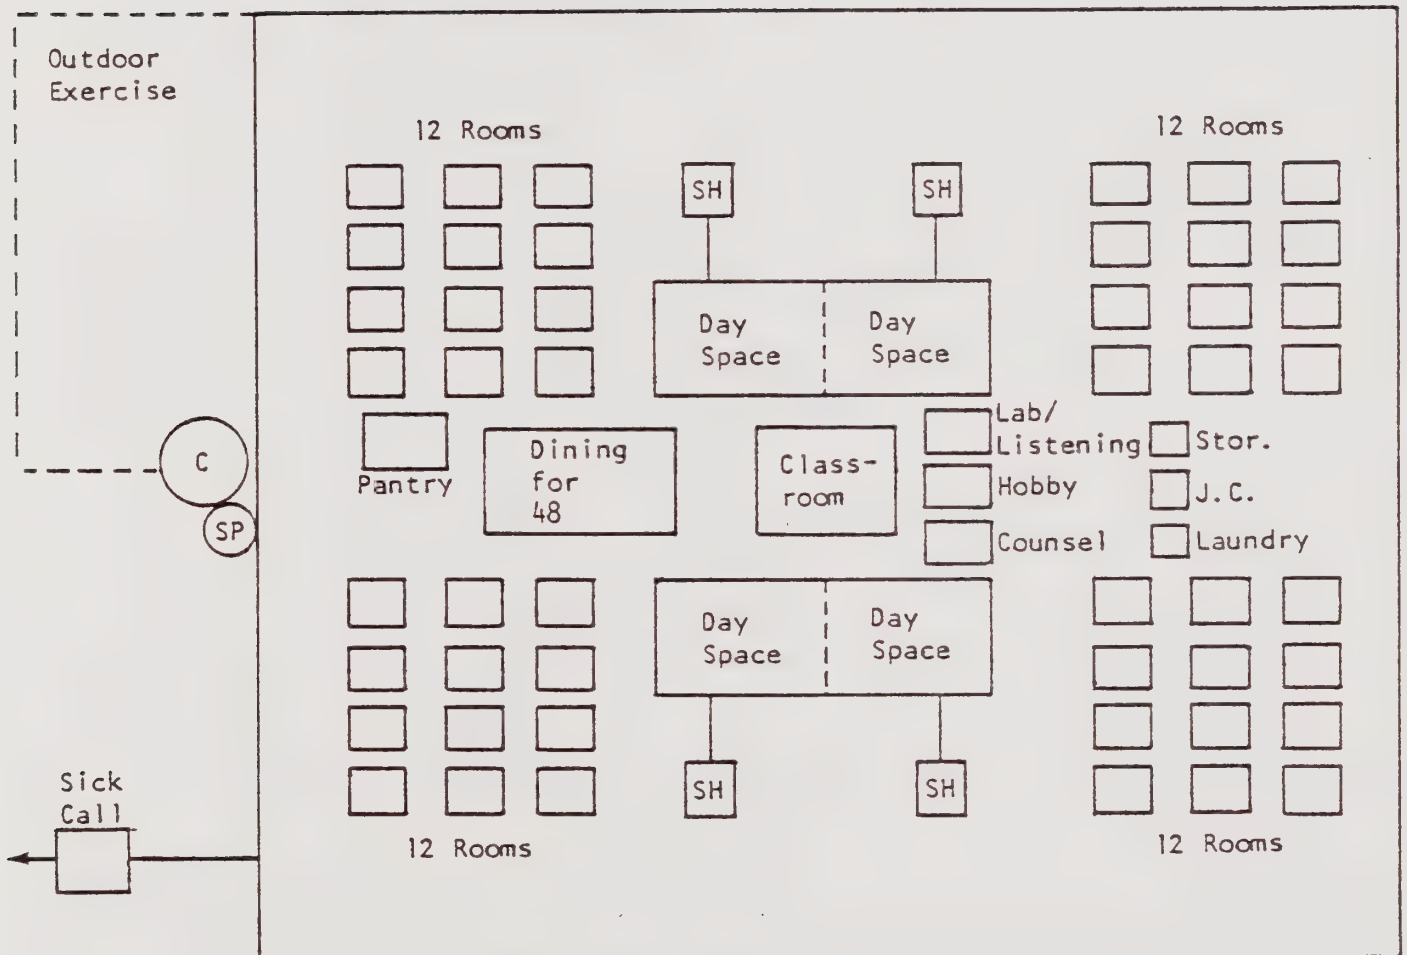 Outdoor
Exercise
12 Rooms
12 Rooms
SH
SH
Day
Space
Day
Space
C
SP
Pantry
Dining
for
48
Class-
room
Lab/
Listening
Hobby
Counsel
Stor.
J.C.
Laundry
Day
Space
Day
Space
SH
SH
Sick
Call
12 Rooms
12 Rooms